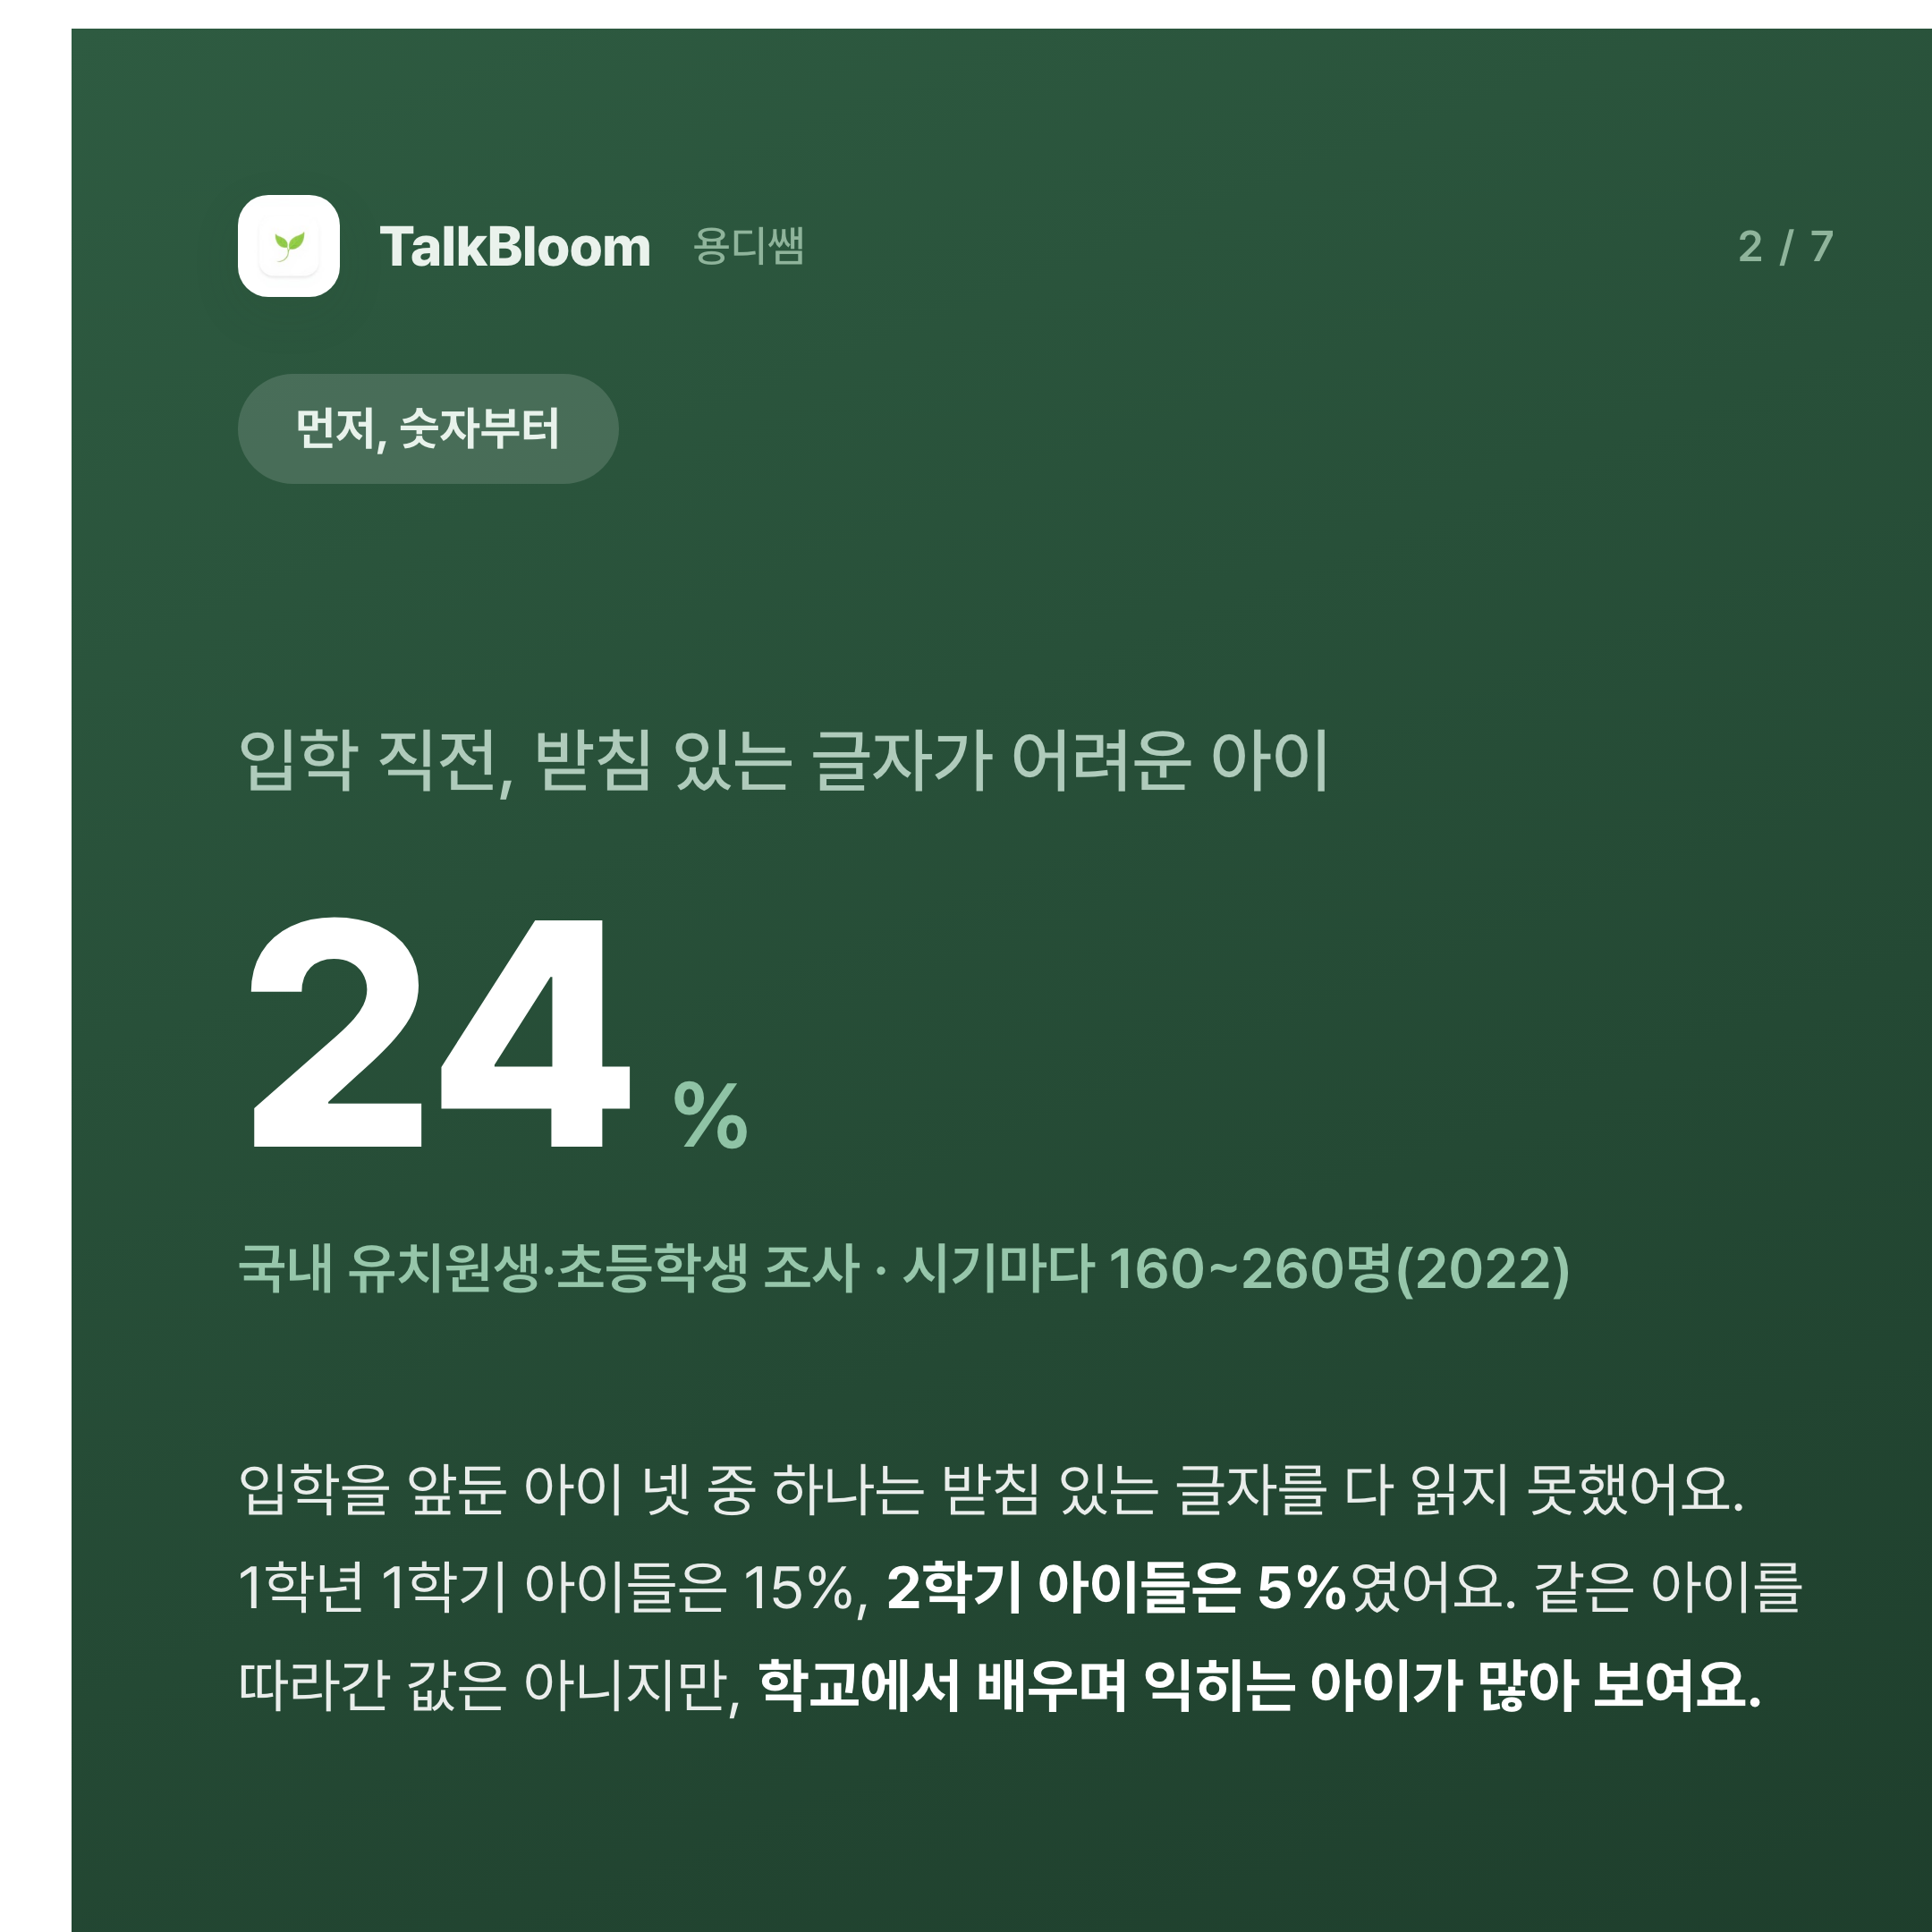 TalkBloom 용디쌤 2 / 7
먼저, 숫자부터
입학 직전, 받침 있는 글자가 어려운 아이
24 %
국내 유치원생·초등학생 조사 · 시기마다 160~260명(2022)
입학을 앞둔 아이 넷 중 하나는 받침 있는 글자를 다 읽지 못했어요.
1학년 1학기 아이들은 15%, 2학기 아이들은 5%였어요. 같은 아이를
따라간 값은 아니지만, 학교에서 배우며 익히는 아이가 많아 보여요.